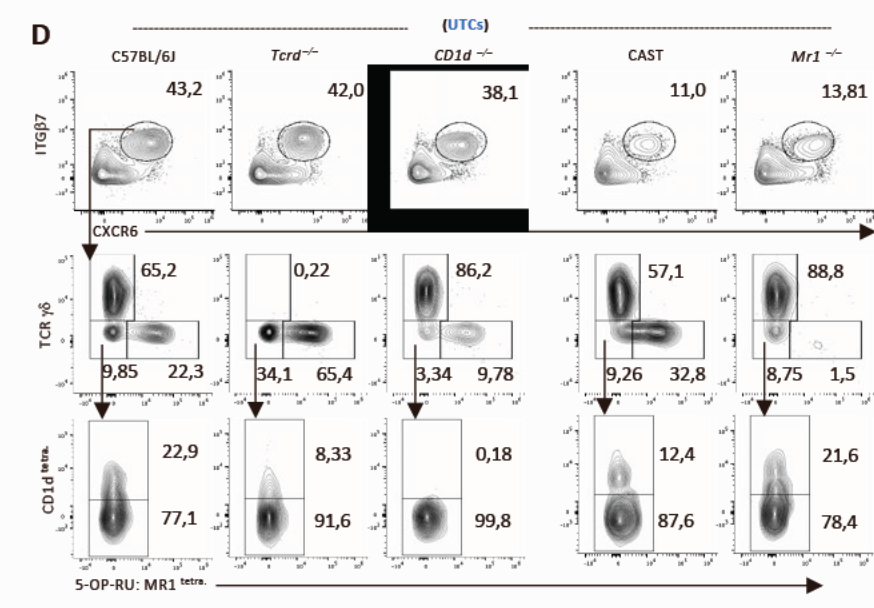 D
(UTCs)
C57BL/6J Tcrd⁻/⁻ CD1d ⁻/⁻ CAST Mr1 ⁻/⁻
ITGβ7
43,2 42,0 38,1 11,0 13,81
CXCR6
TCR γδ
65,2 0,22 86,2 57,1 88,8
9,85 22,3 34,1 65,4 3,34 9,78 9,26 32,8 8,75 1,5
CD1d tetra.
22,9 8,33 0,18 12,4 21,6
77,1 91,6 99,8 87,6 78,4
5-OP-RU: MR1 tetra.